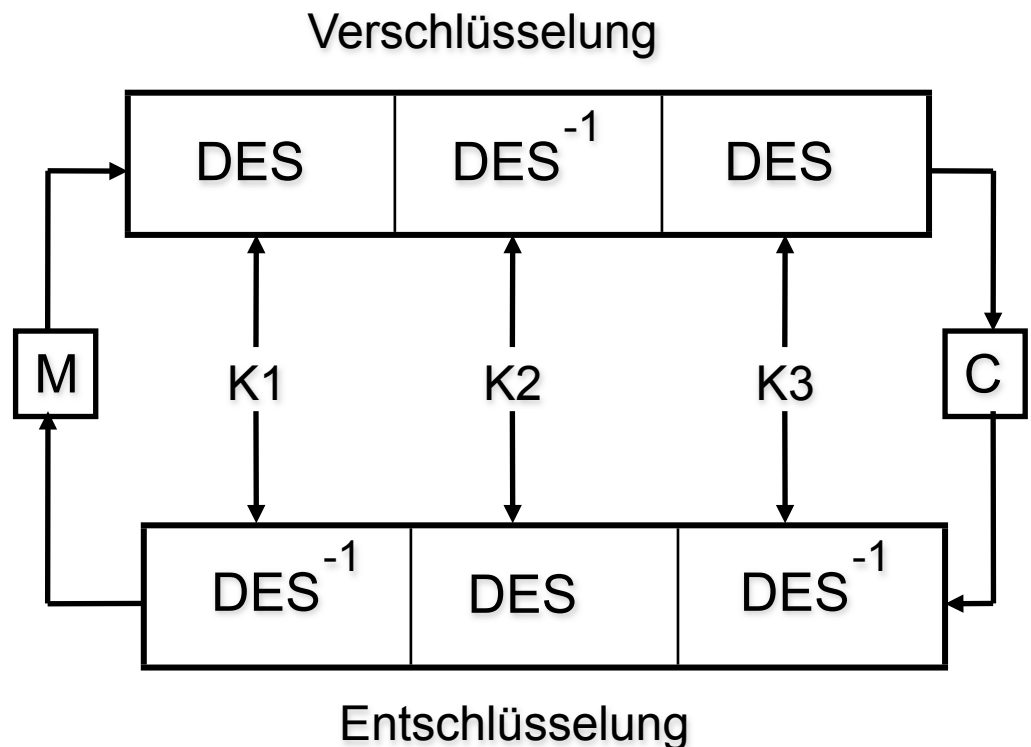 Verschlüsselung
DES DES⁻¹ DES
M K1 K2 K3 C
DES⁻¹ DES DES⁻¹
Entschlüsselung